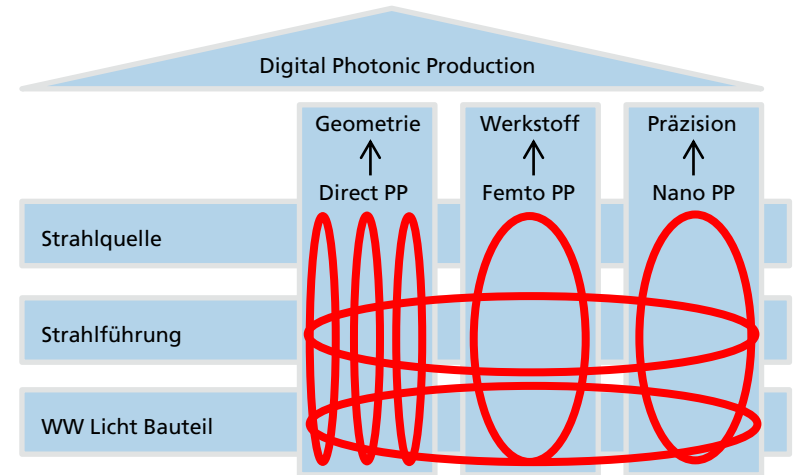 Digital Photonic Production
Geometrie Werkstoff Präzision
Direct PP Femto PP Nano PP
Strahlquelle
Strahlführung
WW Licht Bauteil